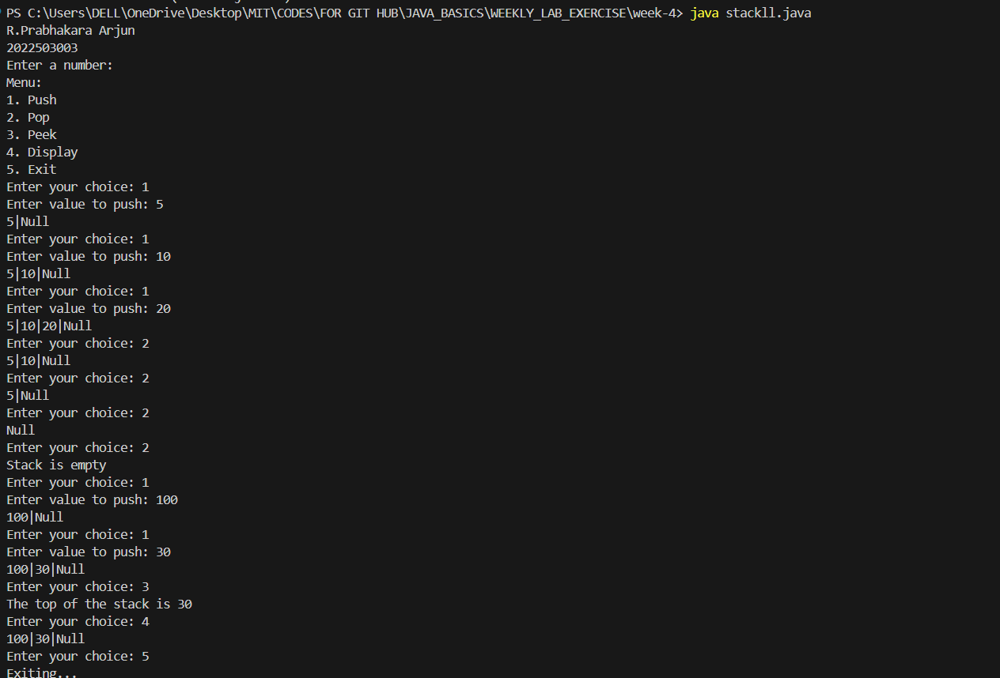 PS C:\Users\DELL\OneDrive\Desktop\MIT\CODES\FOR GIT HUB\JAVA_BASICS\WEEKLY_LAB_EXERCISE\week-4> java stackll.java
R.Prabhakara Arjun
2022503003
Enter a number:
Menu:
1. Push
2. Pop
3. Peek
4. Display
5. Exit
Enter your choice: 1
Enter value to push: 5
5|Null
Enter your choice: 1
Enter value to push: 10
5|10|Null
Enter your choice: 1
Enter value to push: 20
5|10|20|Null
Enter your choice: 2
5|10|Null
Enter your choice: 2
5|Null
Enter your choice: 2
Null
Enter your choice: 2
Stack is empty
Enter your choice: 1
Enter value to push: 100
100|Null
Enter your choice: 1
Enter value to push: 30
100|30|Null
Enter your choice: 3
The top of the stack is 30
Enter your choice: 4
100|30|Null
Enter your choice: 5
Exiting...